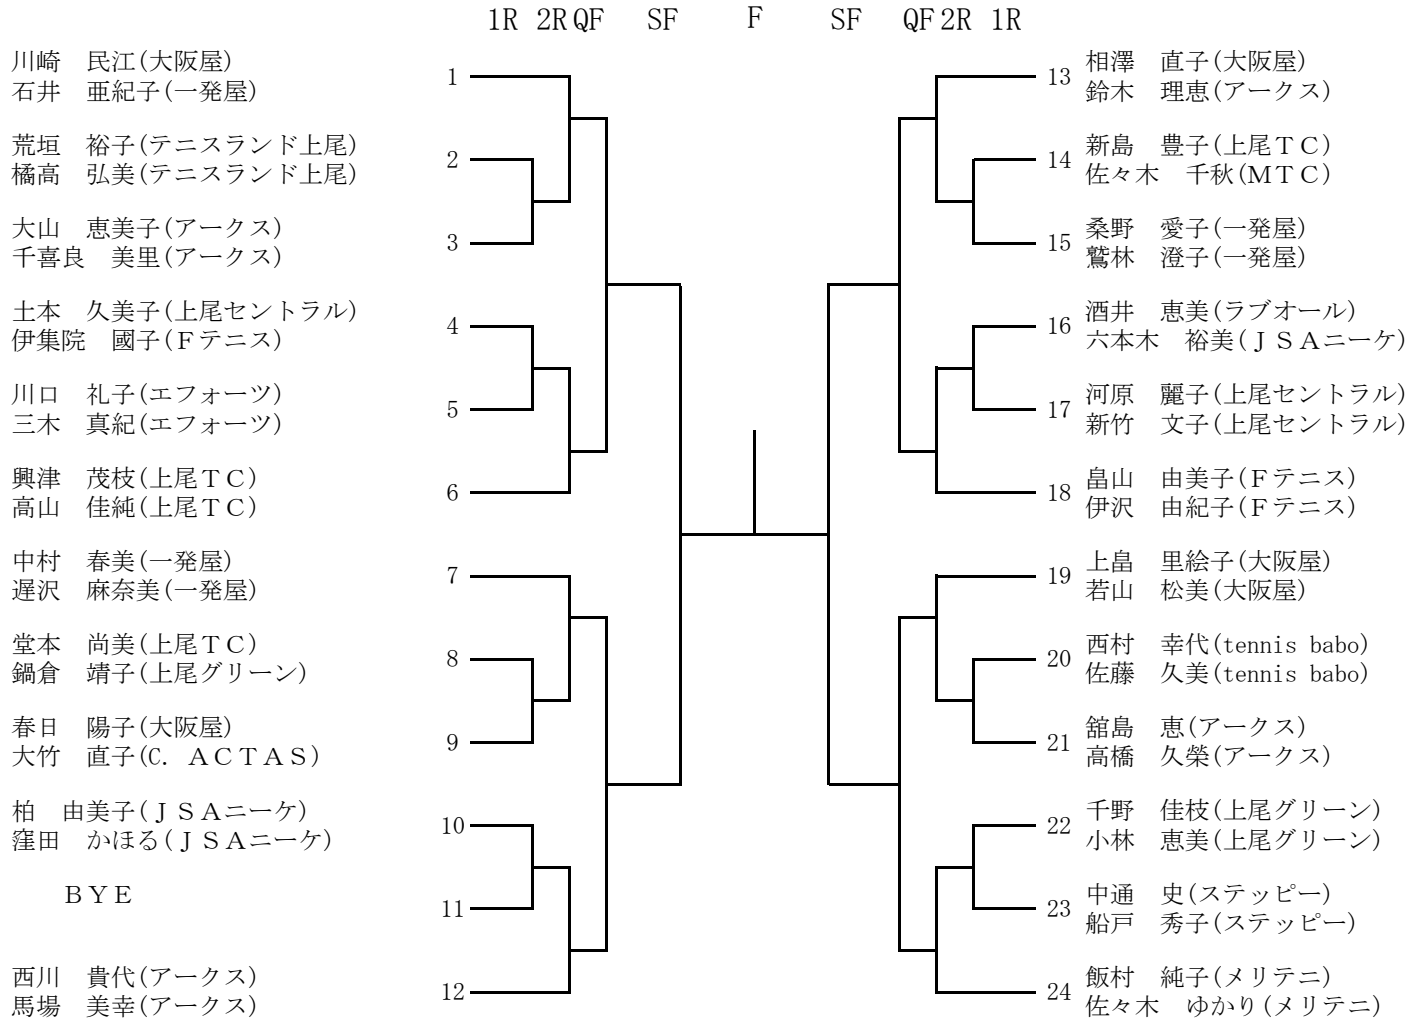 1R 2R QF SF F SF QF 2R 1R
川崎　民江(大阪屋)
石井　亜紀子(一発屋)
1
荒垣　裕子(テニスランド上尾)
橘高　弘美(テニスランド上尾)
2
大山　恵美子(アークス)
千喜良　美里(アークス)
3
土本　久美子(上尾セントラル)
伊集院　國子(Ｆテニス)
4
川口　礼子(エフォーツ)
三木　真紀(エフォーツ)
5
興津　茂枝(上尾ＴＣ)
高山　佳純(上尾ＴＣ)
6
中村　春美(一発屋)
遅沢　麻奈美(一発屋)
7
堂本　尚美(上尾ＴＣ)
鍋倉　靖子(上尾グリーン)
8
春日　陽子(大阪屋)
大竹　直子(C. ＡＣＴＡＳ)
9
柏　由美子(ＪＳＡニーケ)
窪田　かほる(ＪＳＡニーケ)
10
ＢＹＥ
11
西川　貴代(アークス)
馬場　美幸(アークス)
12
13
相澤　直子(大阪屋)
鈴木　理恵(アークス)
14
新島　豊子(上尾ＴＣ)
佐々木　千秋(ＭＴＣ)
15
桑野　愛子(一発屋)
鷲林　澄子(一発屋)
16
酒井　恵美(ラブオール)
六本木　裕美(ＪＳＡニーケ)
17
河原　麗子(上尾セントラル)
新竹　文子(上尾セントラル)
18
畠山　由美子(Ｆテニス)
伊沢　由紀子(Ｆテニス)
19
上畠　里絵子(大阪屋)
若山　松美(大阪屋)
20
西村　幸代(tennis babo)
佐藤　久美(tennis babo)
21
舘島　恵(アークス)
高橋　久榮(アークス)
22
千野　佳枝(上尾グリーン)
小林　恵美(上尾グリーン)
23
中通　史(ステッピー)
船戸　秀子(ステッピー)
24
飯村　純子(メリテニ)
佐々木　ゆかり(メリテニ)